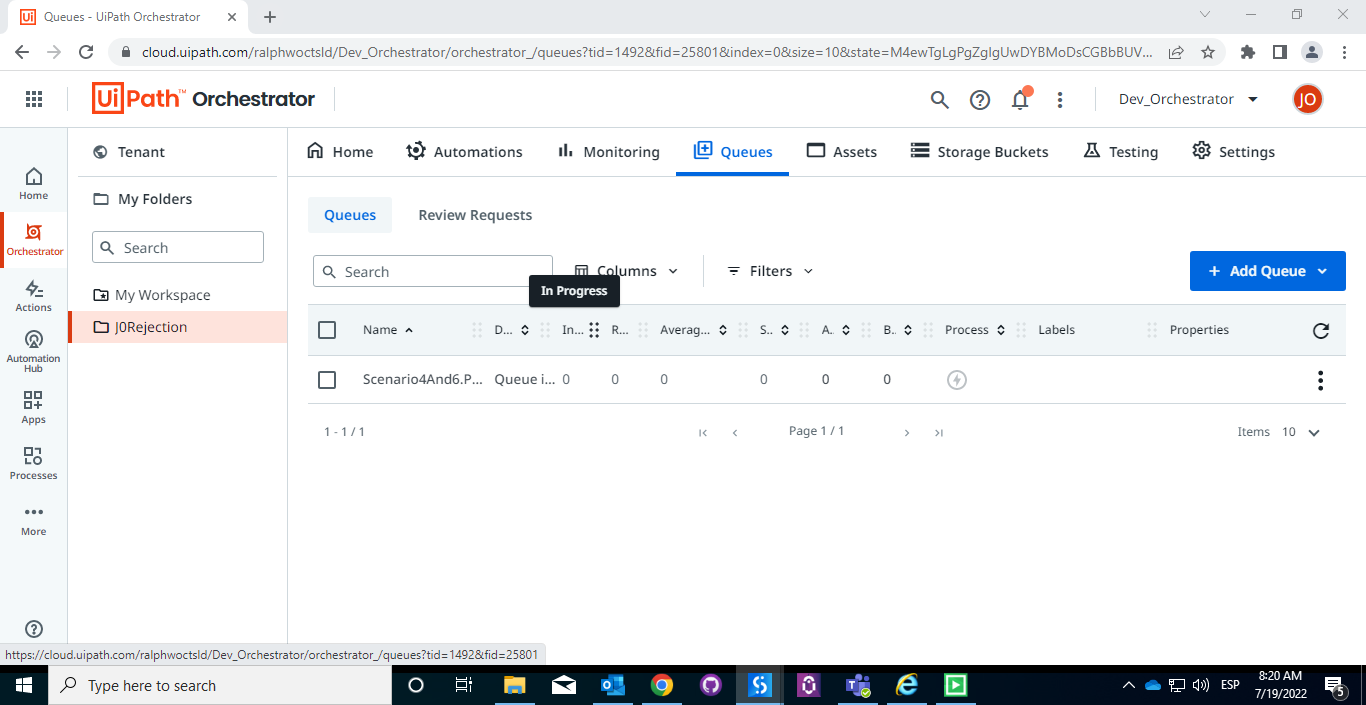 Queues - UiPath Orchestrator
cloud.uipath.com/ralphwoctsld/Dev_Orchestrator/orchestrator_/queues?tid=1492&fid=25801&index=0&size=10&state=M4ewTgLgPgZgIgUwDYBMoDsCGBbBUV...
UiPath™ Orchestrator
Dev_Orchestrator
JO
Home
Orchestrator
Actions
Automation
Hub
Apps
Processes
More
Tenant
My Folders
Search
My Workspace
J0Rejection
Home
Automations
Monitoring
Queues
Assets
Storage Buckets
Testing
Settings
Queues
Review Requests
Search
Columns
Filters
Add Queue
In Progress
Name
D...
In...
R...
Averag...
S..
A.
B.
Process
Labels
Properties
Scenario4And6.P...
Queue i...
0
0
0
0
0
0
1 - 1 / 1
Page 1 / 1
Items 10
https://cloud.uipath.com/ralphwoctsld/Dev_Orchestrator/orchestrator_/queues?tid=1492&fid=25801
Type here to search
ESP
8:20 AM
7/19/2022
5